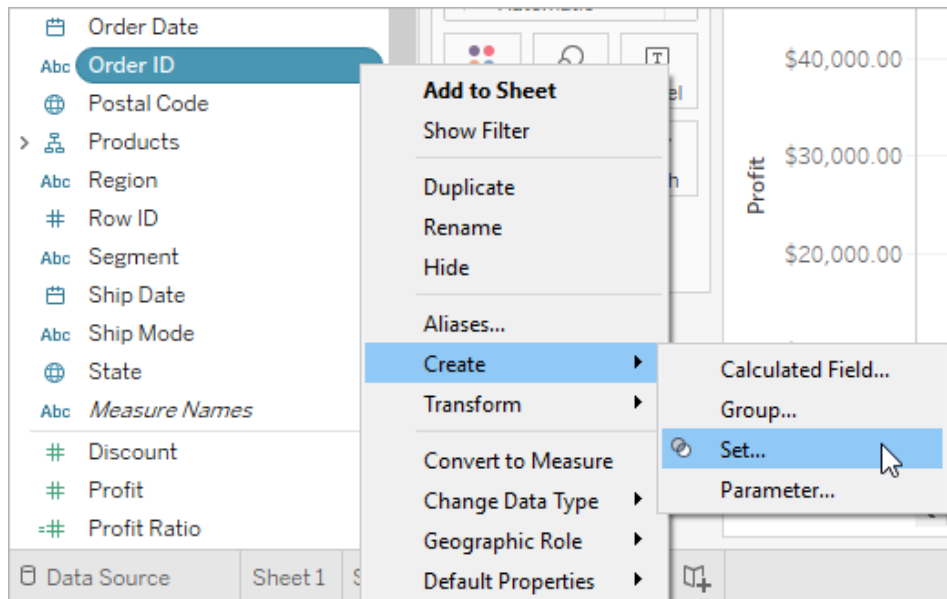 Order Date
Abc Order ID
Postal Code
Products
Abc Region
# Row ID
Abc Segment
Ship Date
Abc Ship Mode
State
Abc Measure Names
# Discount
# Profit
=# Profit Ratio
Data Source
Sheet 1
Automatic
T
Add to Sheet
Show Filter
Duplicate
Rename
Hide
Aliases...
Create
Transform
Convert to Measure
Change Data Type
Geographic Role
Default Properties
Calculated Field...
Group...
Set...
Parameter...
Profit
$40,000.00
$30,000.00
$20,000.00